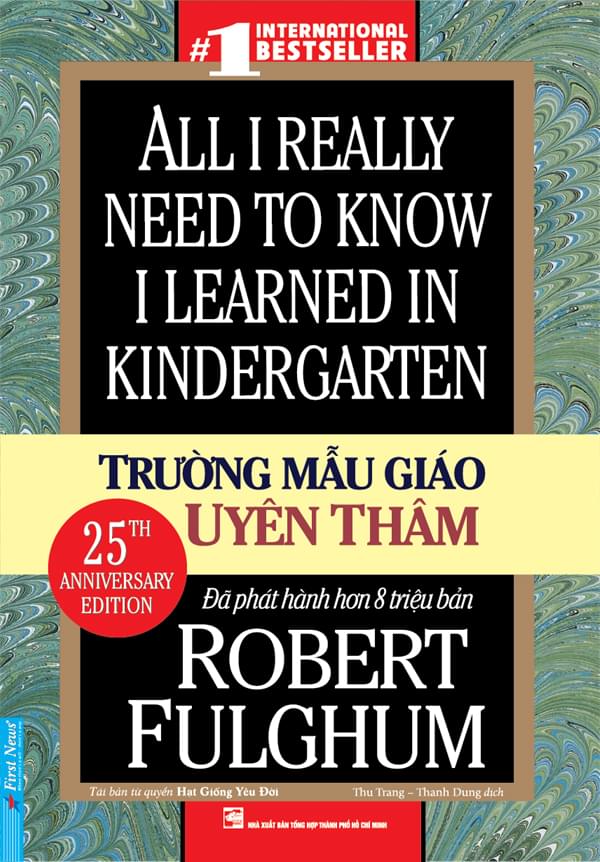 #1 INTERNATIONAL
BESTSELLER
ALL I REALLY
NEED TO KNOW
I LEARNED IN
KINDERGARTEN
TRƯỜNG MẪU GIÁO
UYÊN THÂM
25TH
ANNIVERSARY
EDITION
Đã phát hành hơn 8 triệu bản
ROBERT
FULGHUM
Tái bản từ quyển Hạt Giống Yêu Đời
Thu Trang – Thanh Dung dịch
First News
NHÀ XUẤT BẢN TỔNG HỢP THÀNH PHỐ HỒ CHÍ MINH